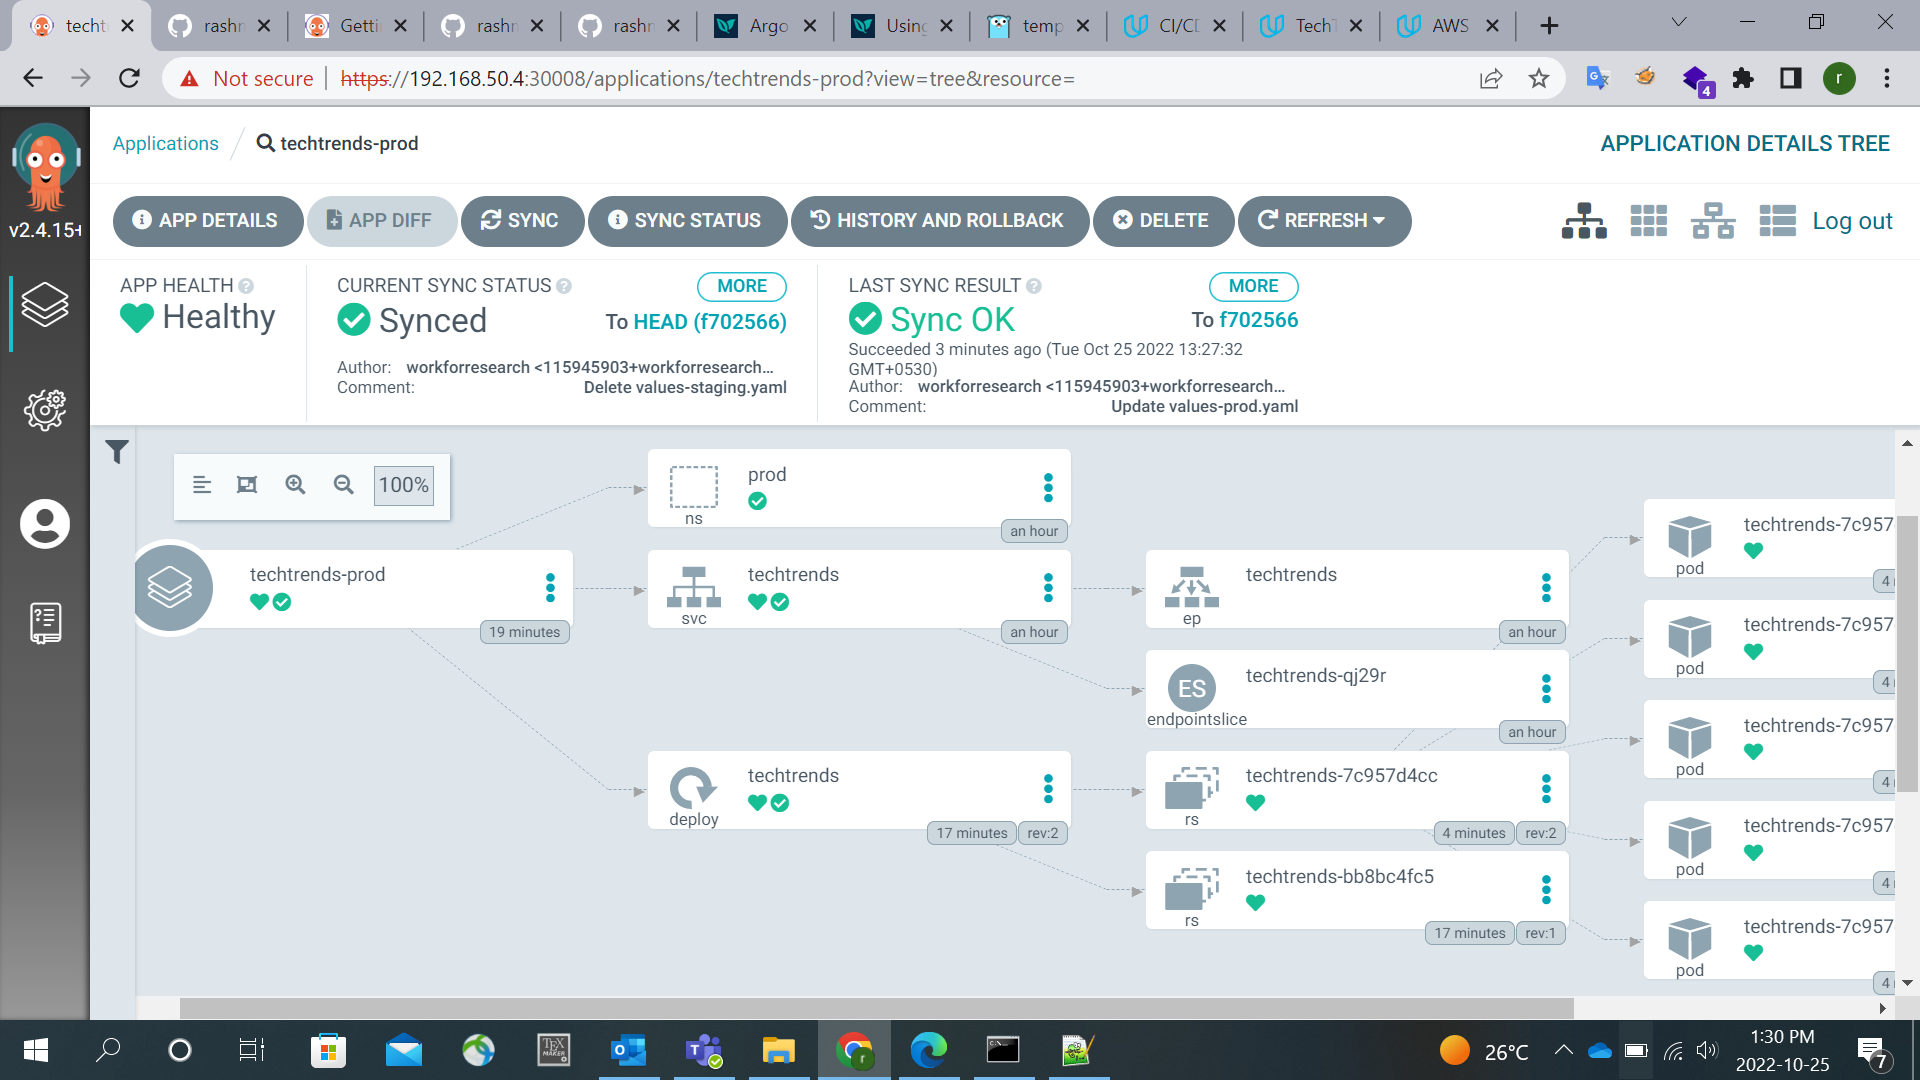 techt
rashn
Getti
rashn
rashn
Argo
Using
temp
CI/CD
TechT
AWS
Not secure
https://192.168.50.4:30008/applications/techtrends-prod?view=tree&resource=
4
r
v2.4.15+
Applications / techtrends-prod
APPLICATION DETAILS TREE
APP DETAILS
APP DIFF
SYNC
SYNC STATUS
HISTORY AND ROLLBACK
DELETE
REFRESH
Log out
APP HEALTH
Healthy
CURRENT SYNC STATUS
MORE
Synced
To HEAD (f702566)
Author: workforresearch <115945903+workforresearch...
Comment: Delete values-staging.yaml
LAST SYNC RESULT
MORE
Sync OK
To f702566
Succeeded 3 minutes ago (Tue Oct 25 2022 13:27:32
GMT+0530)
Author: workforresearch <115945903+workforresearch...
Comment: Update values-prod.yaml
100%
techtrends-prod
19 minutes
prod
ns
an hour
techtrends
svc
an hour
techtrends
deploy
17 minutes
rev:2
techtrends
ep
an hour
ES
techtrends-qj29r
endpointslice
an hour
techtrends-7c957d4cc
rs
4 minutes
rev:2
techtrends-bb8bc4fc5
rs
17 minutes
rev:1
techtrends-7c957
pod
4
techtrends-7c957
pod
4
techtrends-7c957
pod
4
techtrends-7c957
pod
4
techtrends-7c957
pod
4
TEX
MAKER
r
26°C
1:30 PM
2022-10-25
7